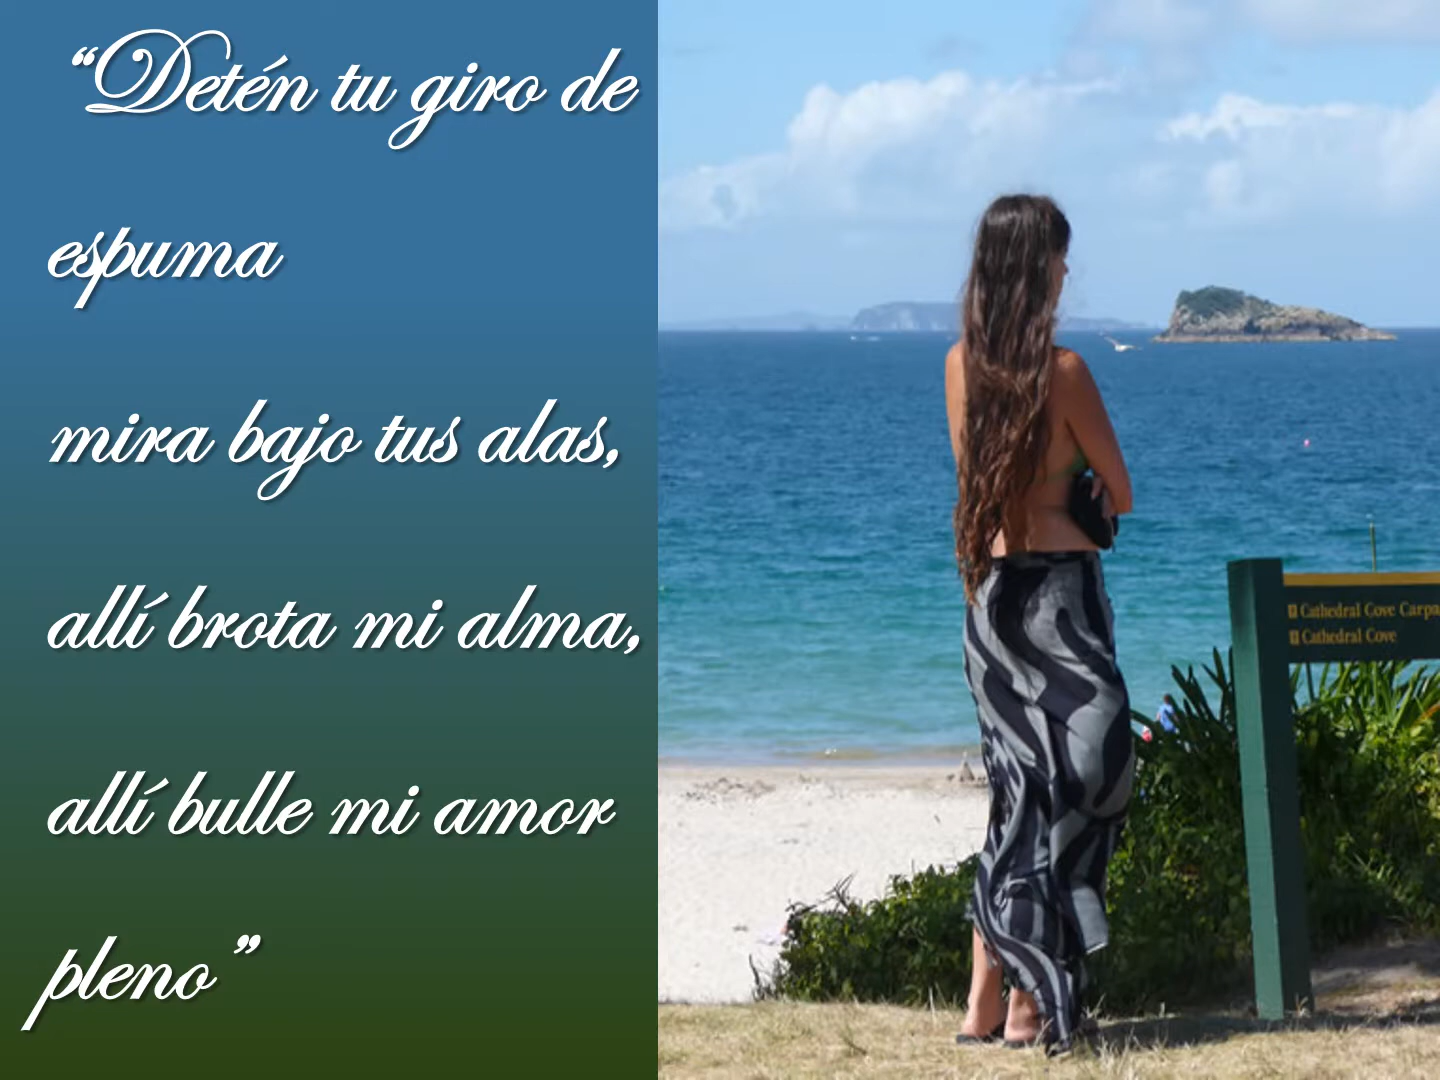 “Detén tu giro de
espuma
mira bajo tus alas,
allí brota mi alma,
allí bulle mi amor
pleno”
Cathedral Cove
Cathedral Cove